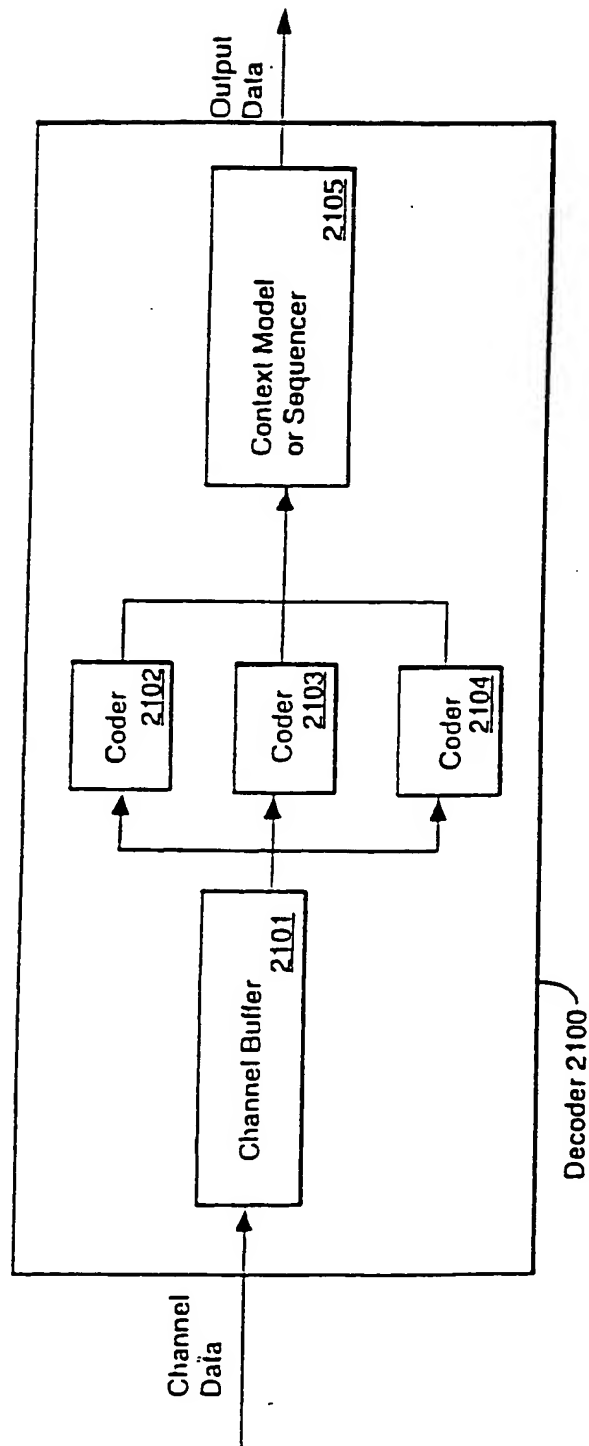 Channel
Data
Channel Buffer
2101
Coder
2102
Coder
2103
Coder
2104
Context Model
or Sequencer
2105
Output
Data
Decoder 2100